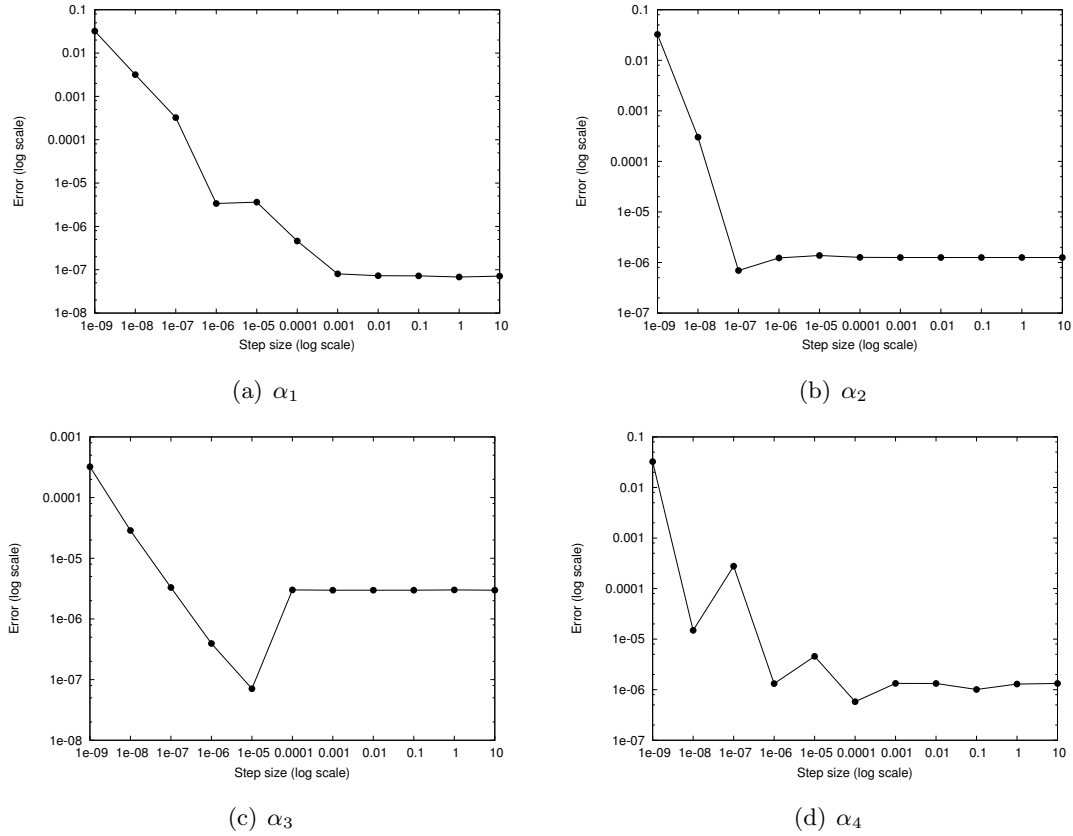 0.1
0.01
0.001
0.0001
1e-05
1e-06
1e-07
1e-08
Error (log scale)
1e-09 1e-08 1e-07 1e-06 1e-05 0.0001 0.001 0.01 0.1 1 10
Step size (log scale)
(a) α1
0.1
0.01
0.001
0.0001
1e-05
1e-06
1e-07
Error (log scale)
1e-09 1e-08 1e-07 1e-06 1e-05 0.0001 0.001 0.01 0.1 1 10
Step size (log scale)
(b) α2
0.001
0.0001
1e-05
1e-06
1e-07
1e-08
Error (log scale)
1e-09 1e-08 1e-07 1e-06 1e-05 0.0001 0.001 0.01 0.1 1 10
Step size (log scale)
(c) α3
0.1
0.01
0.001
0.0001
1e-05
1e-06
1e-07
Error (log scale)
1e-09 1e-08 1e-07 1e-06 1e-05 0.0001 0.001 0.01 0.1 1 10
Step size (log scale)
(d) α4